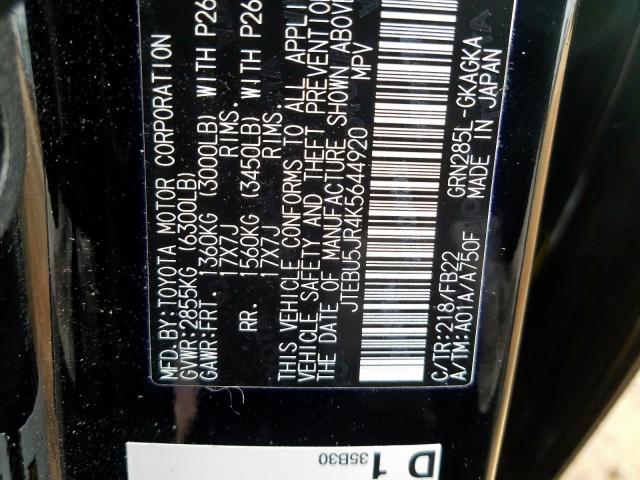 MFD.BY:TOYOTA MOTOR CORPORATION
GVWR:2855KG (6300LB)
GAWR:FRT. 1360KG (3000LB) WITH P26
17X7J RIMS.
RR. 1560KG (3450LB) WITH P26
17X7J RIMS.
THIS VEHICLE CONFORMS TO ALL APPLI
VEHICLE SAFETY AND THEFT PREVENTION
THE DATE OF MANUFACTURE SHOWN ABOVE
JTEBU5JR4K5644920 MPV
C/TR:218/FB22 GRN285L-GKAGKA
A/TM:A01A/A750F MADE IN JAPAN
D 1
35B30